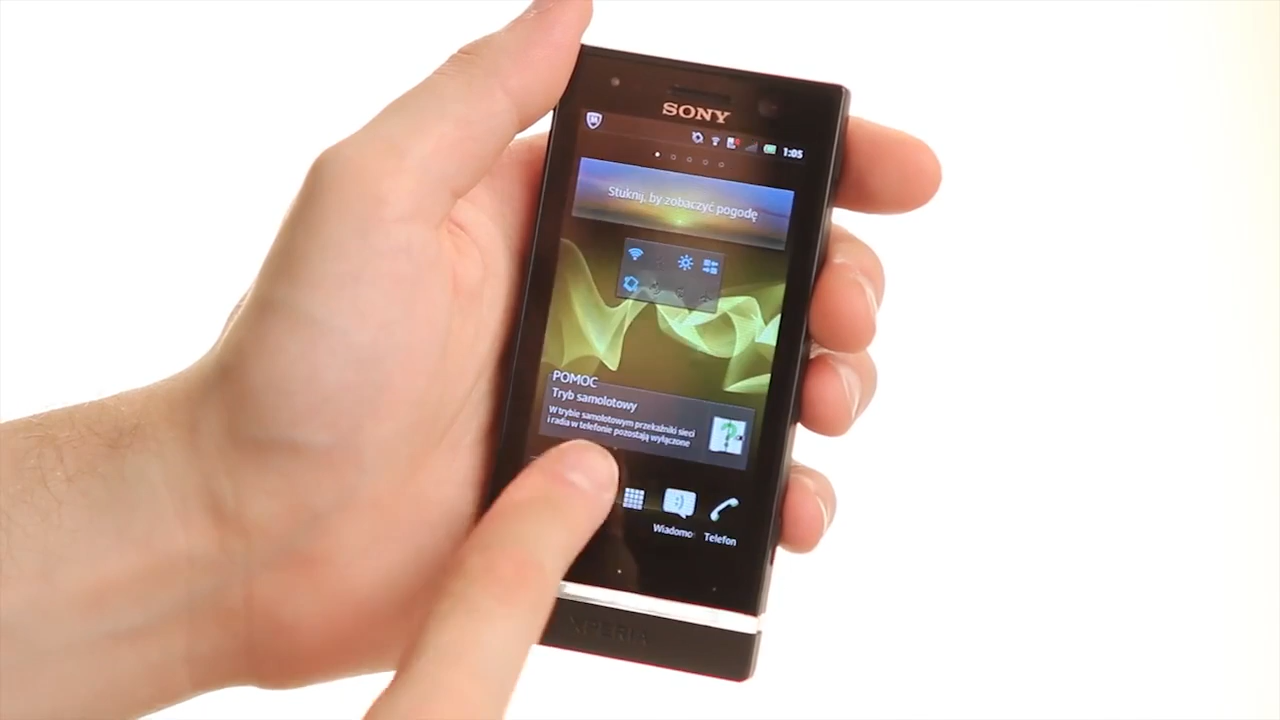 SONY
1:05
Stuknij, by zobaczyć pogodę
POMOC
Tryb samolotowy
W trybie samolotowym przekaźniki sieci
i radia w telefonie pozostają wyłączone
Wiadomo
Telefon
XPERIA